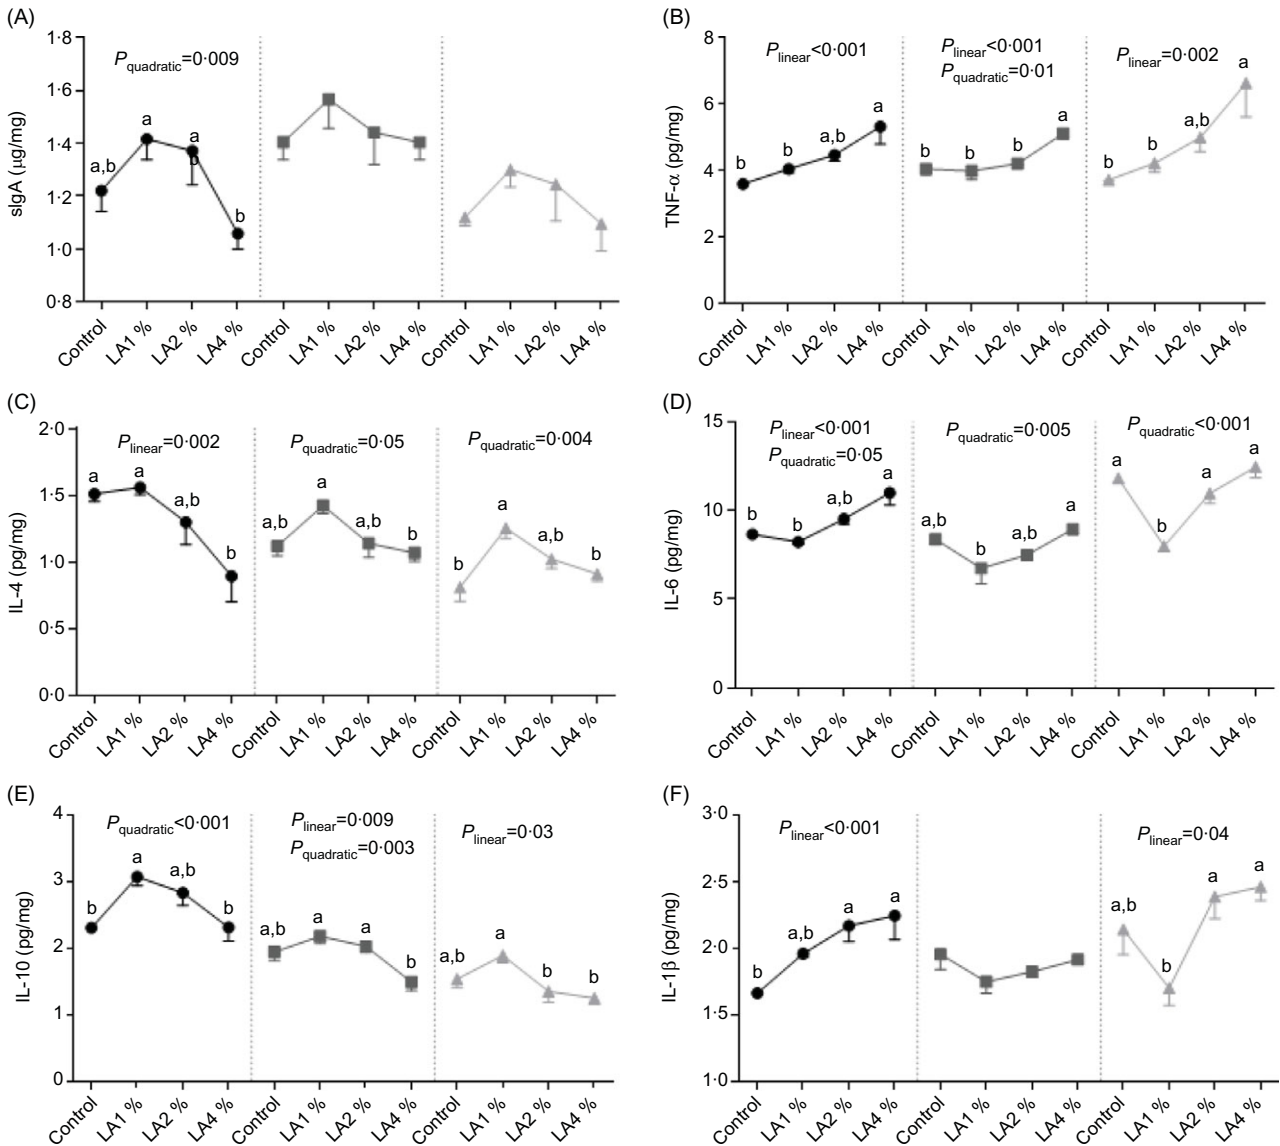 (A)
1·8
1·6
1·4
1·2
1·0
0·8
sIgA (µg/mg)
Pquadratic=0·009
a,b
a
a
b
b
Control
LA1 %
LA2 %
LA4 %
Control
LA1 %
LA2 %
LA4 %
Control
LA1 %
LA2 %
LA4 %
(B)
8
6
4
2
0
TNF-α (pg/mg)
Plinear<0·001
Plinear<0·001
Pquadratic=0·01
Plinear=0·002
b
b
a,b
a
b
b
b
a
b
b
a,b
a
Control
LA1 %
LA2 %
LA4 %
Control
LA1 %
LA2 %
LA4 %
Control
LA1 %
LA2 %
LA4 %
(C)
2·0
1·5
1·0
0·5
0·0
IL-4 (pg/mg)
Plinear=0·002
Pquadratic=0·05
Pquadratic=0·004
a
a
a,b
b
a,b
a
a,b
b
b
a
a,b
b
Control
LA1 %
LA2 %
LA4 %
Control
LA1 %
LA2 %
LA4 %
Control
LA1 %
LA2 %
LA4 %
(D)
15
10
5
0
IL-6 (pg/mg)
Plinear<0·001
Pquadratic=0·05
Pquadratic=0·005
Pquadratic<0·001
b
b
a,b
a
a,b
b
a,b
a
a
b
a
a
Control
LA1 %
LA2 %
LA4 %
Control
LA1 %
LA2 %
LA4 %
Control
LA1 %
LA2 %
LA4 %
(E)
4
3
2
1
0
IL-10 (pg/mg)
Pquadratic<0·001
Plinear=0·009
Pquadratic=0·003
Plinear=0·03
b
a
a,b
b
a,b
a
a
b
a,b
a
b
b
Control
LA1 %
LA2 %
LA4 %
Control
LA1 %
LA2 %
LA4 %
Control
LA1 %
LA2 %
LA4 %
(F)
3·0
2·5
2·0
1·5
1·0
IL-1β (pg/mg)
Plinear<0·001
Plinear=0·04
b
a,b
a
a
a,b
b
a
a
Control
LA1 %
LA2 %
LA4 %
Control
LA1 %
LA2 %
LA4 %
Control
LA1 %
LA2 %
LA4 %